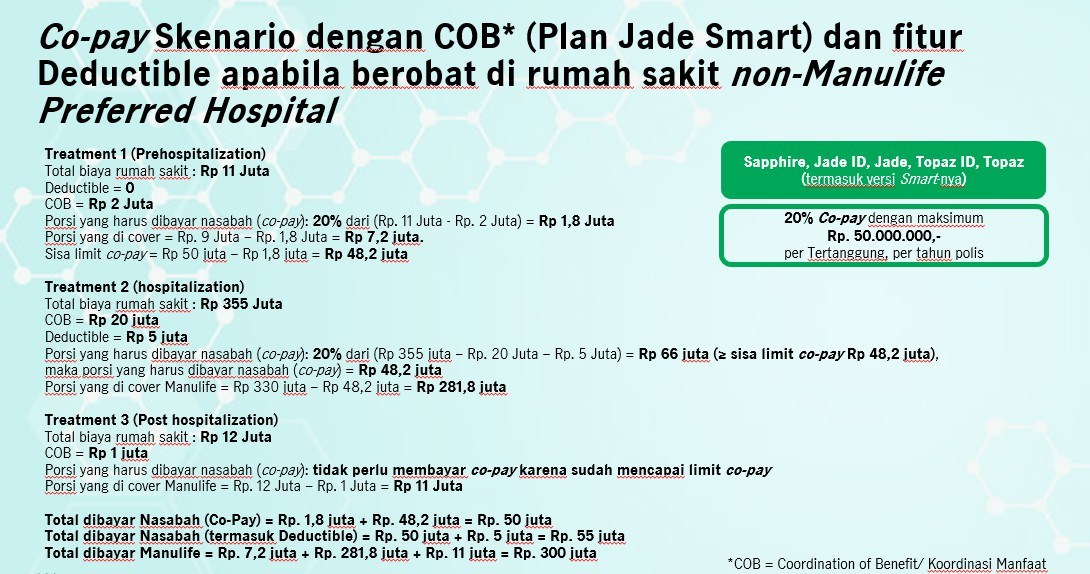 Co-pay Skenario dengan COB* (Plan Jade Smart) dan fitur
Deductible apabila berobat di rumah sakit non-Manulife
Preferred Hospital
Treatment 1 (Prehospitalization)
Total biaya rumah sakit : Rp 11 Juta
Deductible = 0
COB = Rp 2 Juta
Porsi yang harus dibayar nasabah (co-pay): 20% dari (Rp. 11 Juta - Rp. 2 Juta) = Rp 1,8 Juta
Porsi yang di cover = Rp. 9 Juta – Rp. 1,8 Juta = Rp 7,2 juta.
Sisa limit co-pay = Rp 50 juta – Rp 1,8 juta = Rp 48,2 juta
Sapphire, Jade ID, Jade, Topaz ID, Topaz
(termasuk versi Smart-nya)
20% Co-pay dengan maksimum
Rp. 50.000.000,-
per Tertanggung, per tahun polis
Treatment 2 (hospitalization)
Total biaya rumah sakit : Rp 355 Juta
COB = Rp 20 juta
Deductible = Rp 5 juta
Porsi yang harus dibayar nasabah (co-pay): 20% dari (Rp 355 juta – Rp. 20 Juta – Rp. 5 Juta) = Rp 66 juta (≥ sisa limit co-pay Rp 48,2 juta),
maka porsi yang harus dibayar nasabah (co-pay) = Rp 48,2 juta
Porsi yang di cover Manulife = Rp 330 juta – Rp 48,2 juta = Rp 281,8 juta
Treatment 3 (Post hospitalization)
Total biaya rumah sakit : Rp 12 Juta
COB = Rp 1 juta
Porsi yang harus dibayar nasabah (co-pay): tidak perlu membayar co-pay karena sudah mencapai limit co-pay
Porsi yang di cover Manulife = Rp. 12 Juta – Rp. 1 Juta = Rp 11 Juta
Total dibayar Nasabah (Co-Pay) = Rp. 1,8 juta + Rp. 48,2 juta = Rp. 50 juta
Total dibayar Nasabah (termasuk Deductible) = Rp. 50 juta + Rp. 5 juta = Rp. 55 juta
Total dibayar Manulife = Rp. 7,2 juta + Rp. 281,8 juta + Rp. 11 juta = Rp. 300 juta
*COB = Coordination of Benefit/ Koordinasi Manfaat